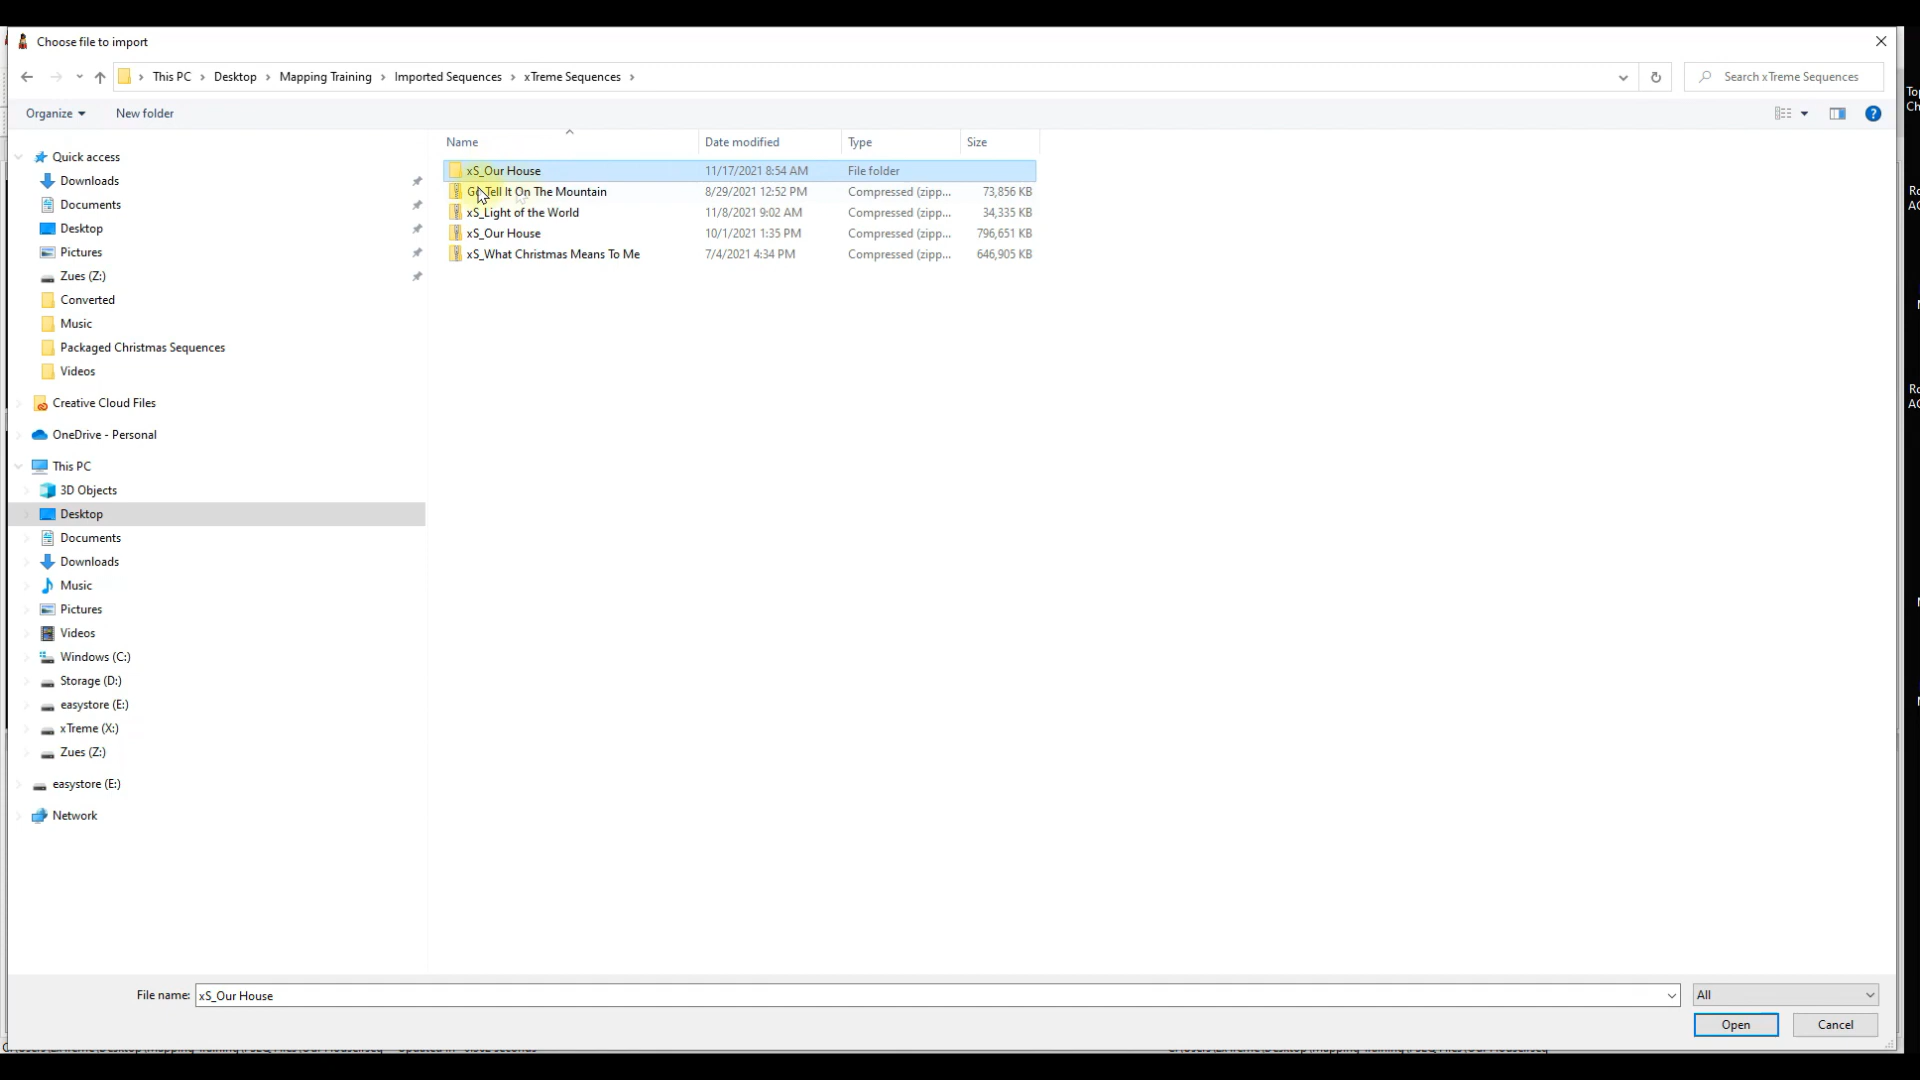 Choose file to import
This PC > Desktop > Mapping Training > Imported Sequences > xTreme Sequences >
Search xTreme Sequences
Organize
New folder
Name
Date modified
Type
Size
xS_Our House 11/17/2021 8:54 AM File folder
Go Tell It On The Mountain 8/29/2021 12:52 PM Compressed (zipp... 73,856 KB
xS_Light of the World 11/8/2021 9:02 AM Compressed (zipp... 34,335 KB
xS_Our House 10/1/2021 1:35 PM Compressed (zipp... 796,651 KB
xS_What Christmas Means To Me 7/4/2021 4:34 PM Compressed (zipp... 646,905 KB
Quick access
Downloads
Documents
Desktop
Pictures
Zues (Z:)
Converted
Music
Packaged Christmas Sequences
Videos
Creative Cloud Files
OneDrive - Personal
This PC
3D Objects
Desktop
Documents
Downloads
Music
Pictures
Videos
Windows (C:)
Storage (D:)
easystore (E:)
xTreme (X:)
Zues (Z:)
easystore (E:)
Network
File name: xS_Our House
All
Open
Cancel